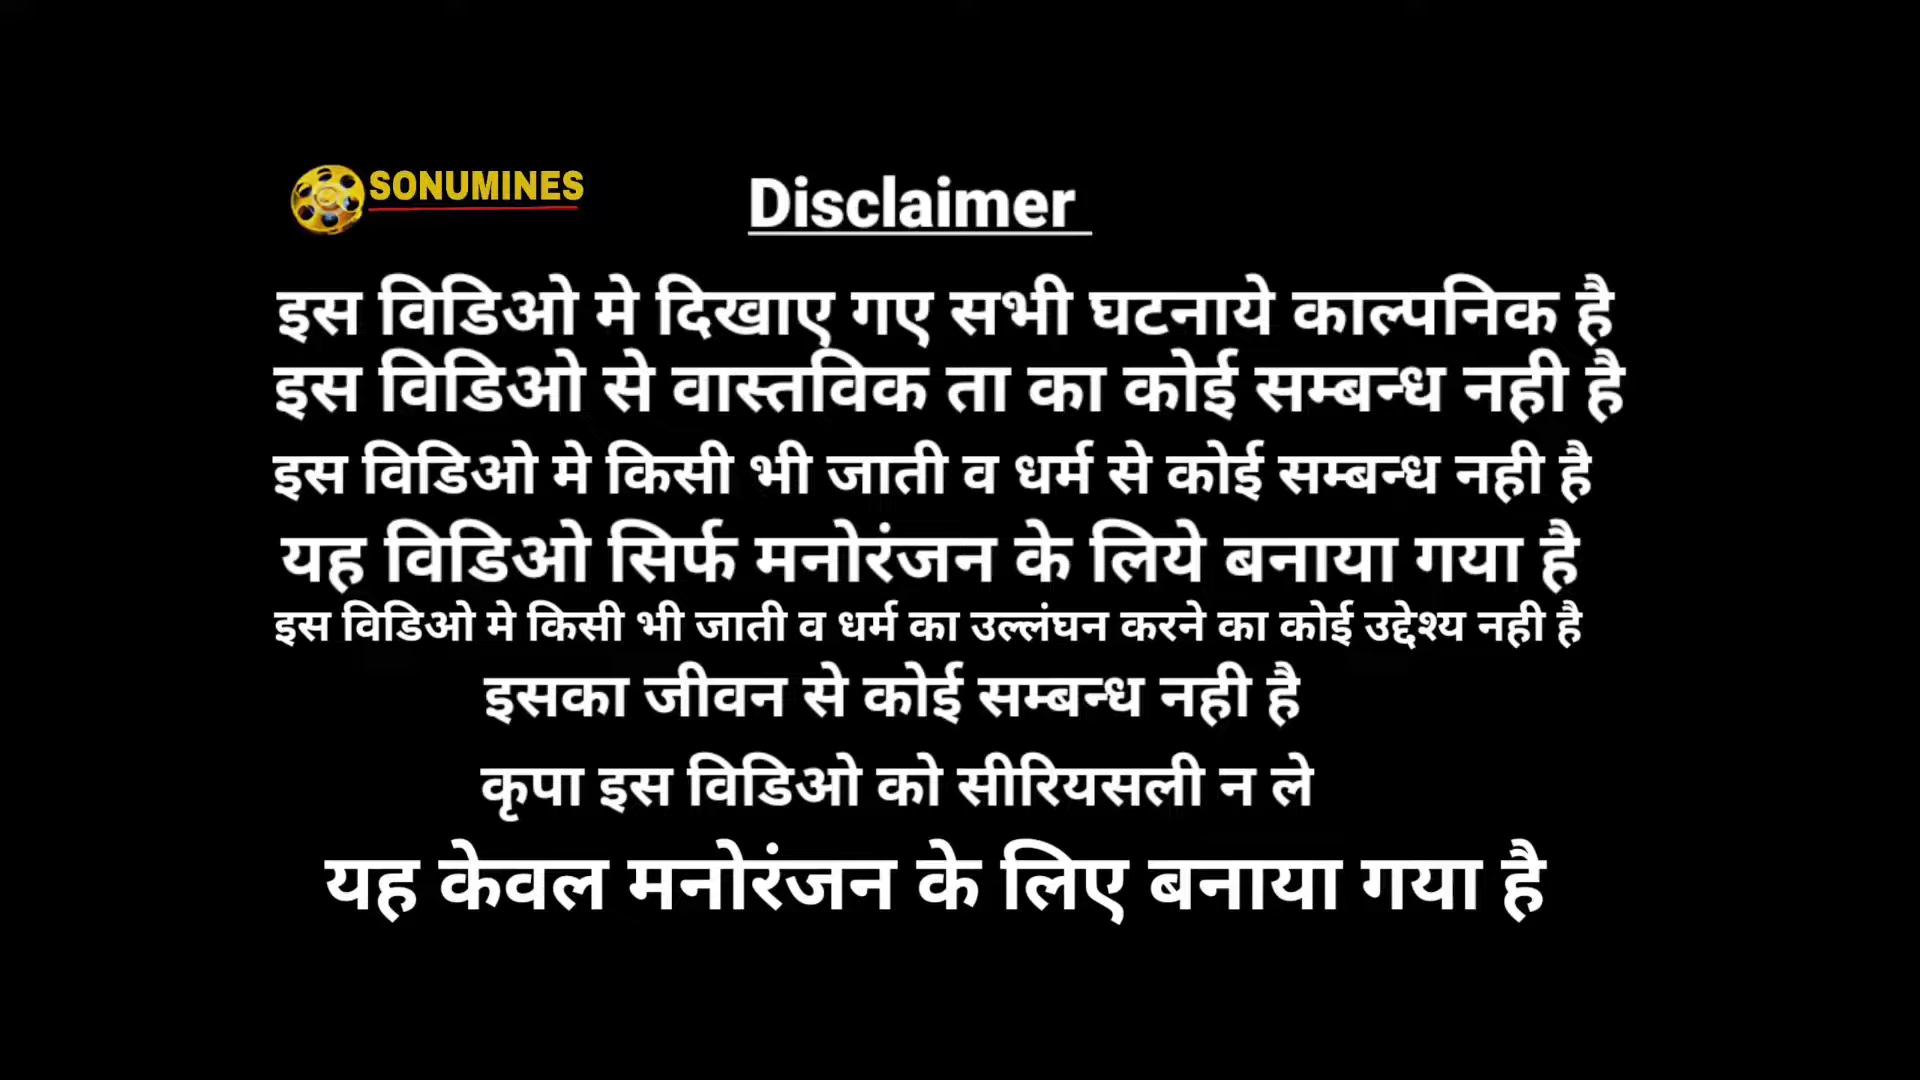 SONUMINES
Disclaimer
इस विडिओ मे दिखाए गए सभी घटनाये काल्पनिक है
इस विडिओ से वास्तविक ता का कोई सम्बन्ध नही है
इस विडिओ मे किसी भी जाती व धर्म से कोई सम्बन्ध नही है
यह विडिओ सिर्फ मनोरंजन के लिये बनाया गया है
इस विडिओ मे किसी भी जाती व धर्म का उल्लंघन करने का कोई उद्देश्य नही है
इसका जीवन से कोई सम्बन्ध नही है
कृपा इस विडिओ को सीरियसली न ले
यह केवल मनोरंजन के लिए बनाया गया है